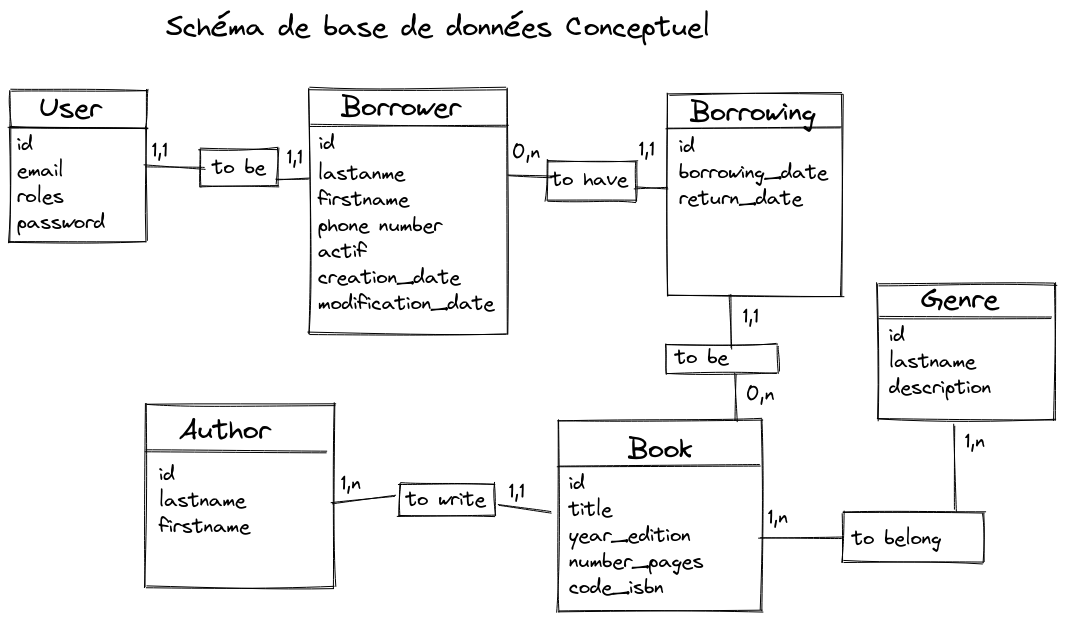 Schéma de base de données Conceptuel
User
id
email
roles
password
1,1
to be
1,1
Borrower
id
lastanme
firstname
phone number
actif
creation_date
modification_date
0,n
to have
1,1
Borrowing
id
borrowing_date
return_date
1,1
to be
0,n
Genre
id
lastname
description
1,n
Author
id
lastname
firstname
1,n
to write
1,1
Book
id
title
year_edition
number_pages
code_isbn
1,n
to belong